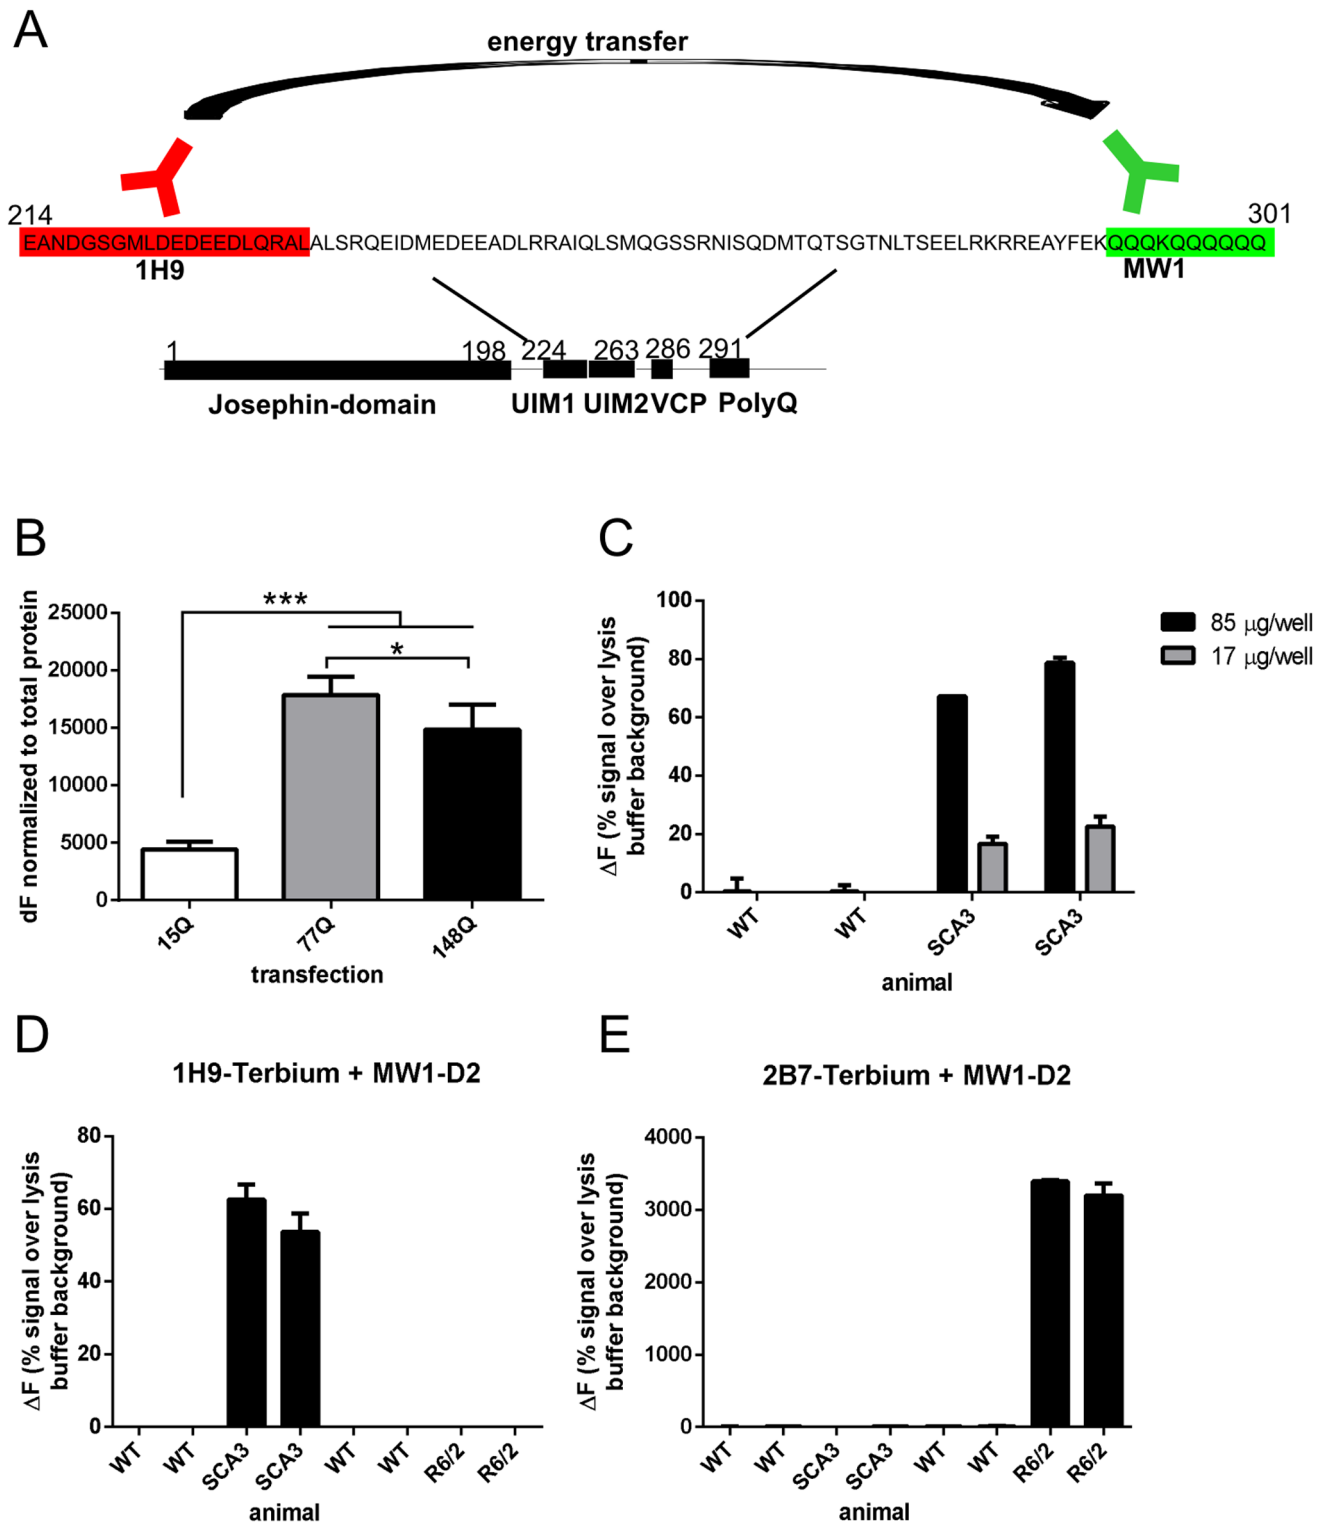 A
energy transfer
214
301
EANDGSGMLDEDEEDLQRALALSRQEIDMEDEEADLRRAIQLSMQGSSRNISQDMTQTSGTNLTSEELRKRREAYFEKQQQKQQQQQQ
1H9
MW1
1 198 224 263 286 291
Josephin-domain UIM1 UIM2 VCP PolyQ
B
dF normalized to total protein
25000
20000
15000
10000
5000
0
***
*
15Q 77Q 148Q
transfection
C
ΔF (% signal over lysis
buffer background)
100
80
60
40
20
0
85 µg/well
17 µg/well
WT WT SCA3 SCA3
animal
D
1H9-Terbium + MW1-D2
ΔF (% signal over lysis
buffer background)
80
60
40
20
0
WT WT SCA3 SCA3 WT WT R6/2 R6/2
animal
E
2B7-Terbium + MW1-D2
ΔF (% signal over lysis
buffer background)
4000
3000
2000
1000
0
WT WT SCA3 SCA3 WT WT R6/2 R6/2
animal